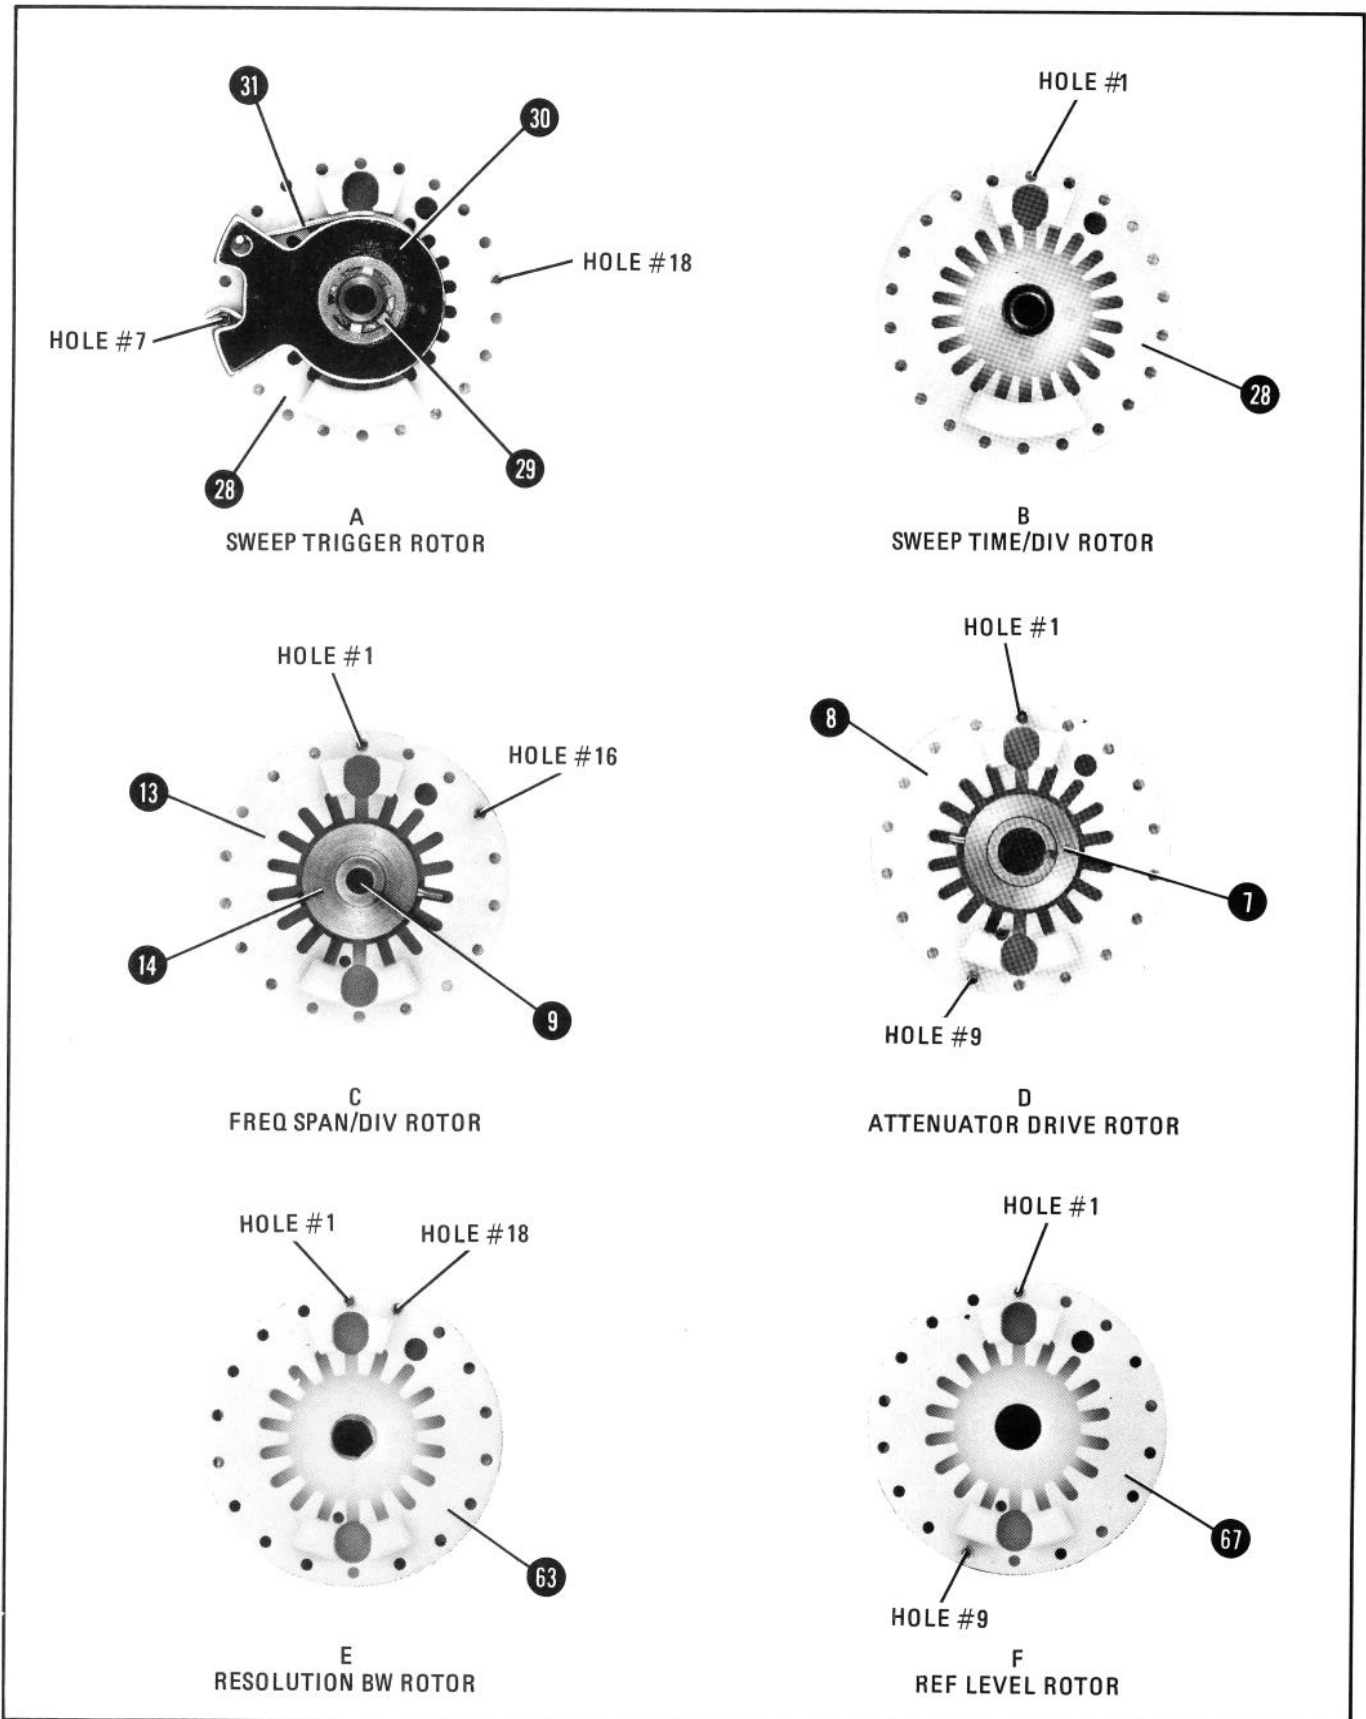 31
30
HOLE #18
HOLE #7
28
29
A
SWEEP TRIGGER ROTOR
HOLE #1
28
B
SWEEP TIME/DIV ROTOR
HOLE #1
HOLE #16
13
14
9
C
FREQ SPAN/DIV ROTOR
HOLE #1
8
7
HOLE #9
D
ATTENUATOR DRIVE ROTOR
HOLE #1
HOLE #18
63
E
RESOLUTION BW ROTOR
HOLE #1
67
HOLE #9
F
REF LEVEL ROTOR